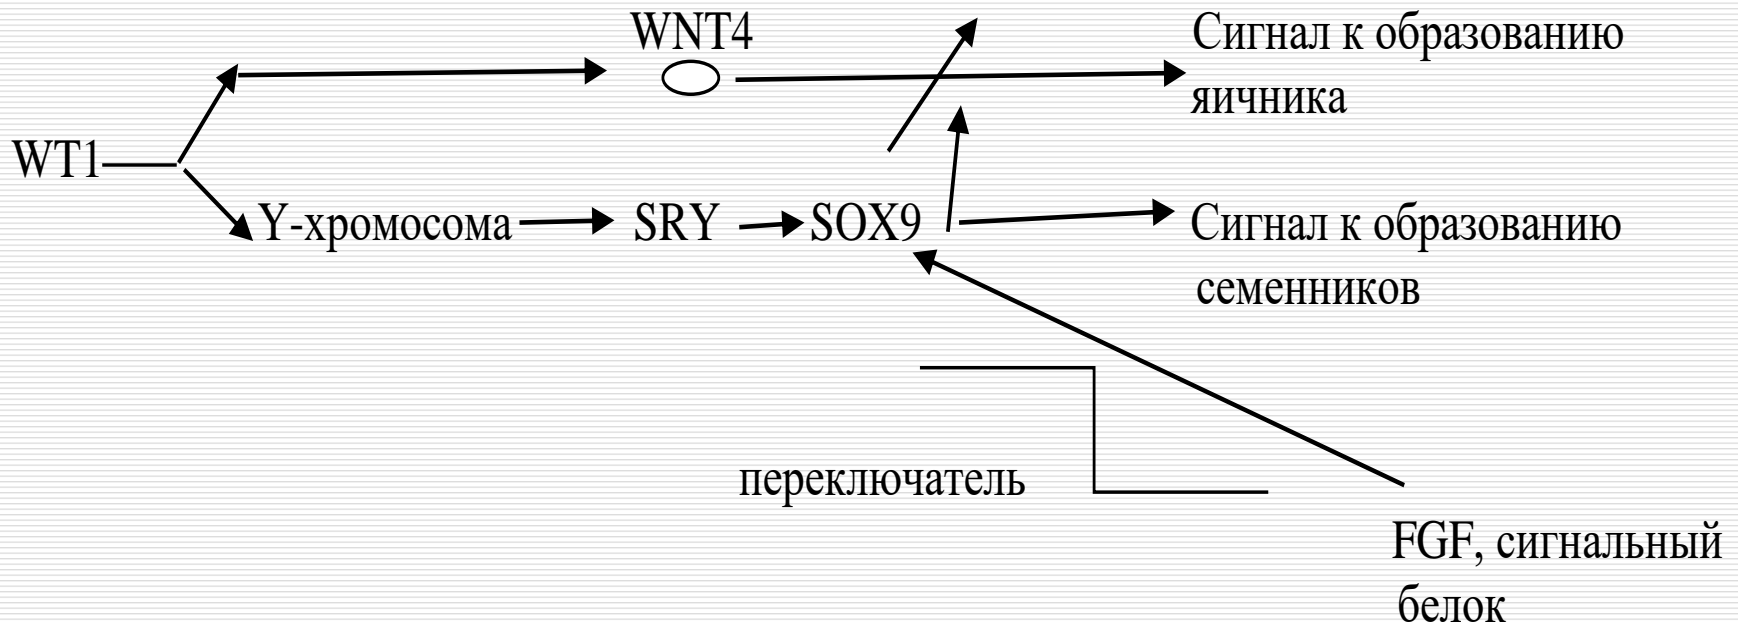 WNT4
Сигнал к образованию
яичника
WT1
Y-хромосома
SRY
SOX9
Сигнал к образованию
семенников
переключатель
FGF, сигнальный
белок